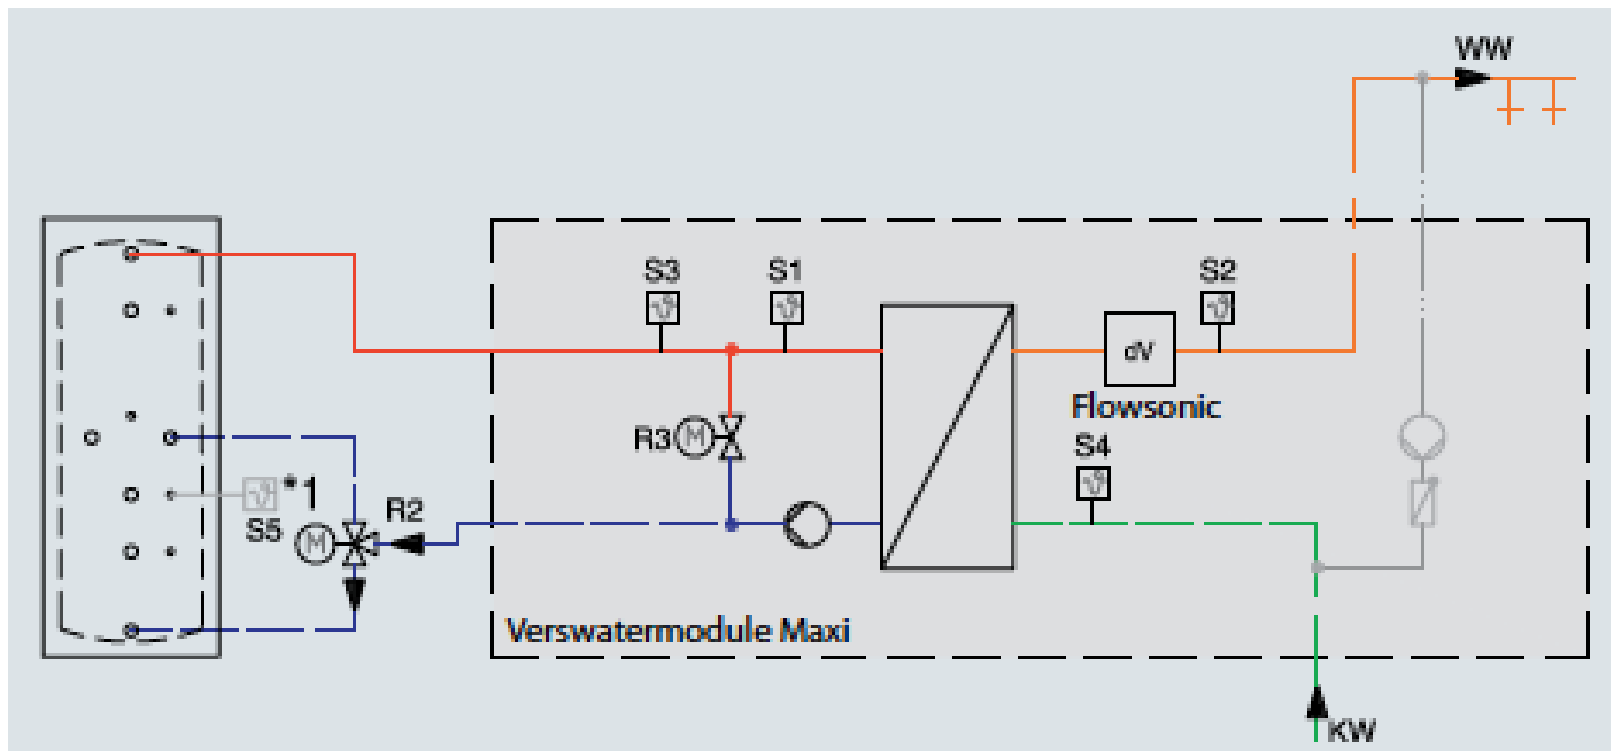 WW
S3
S1
S2
dV
Flowsonic
R3
M
S4
*1
S5
R2
M
Verswatermodule Maxi
KW